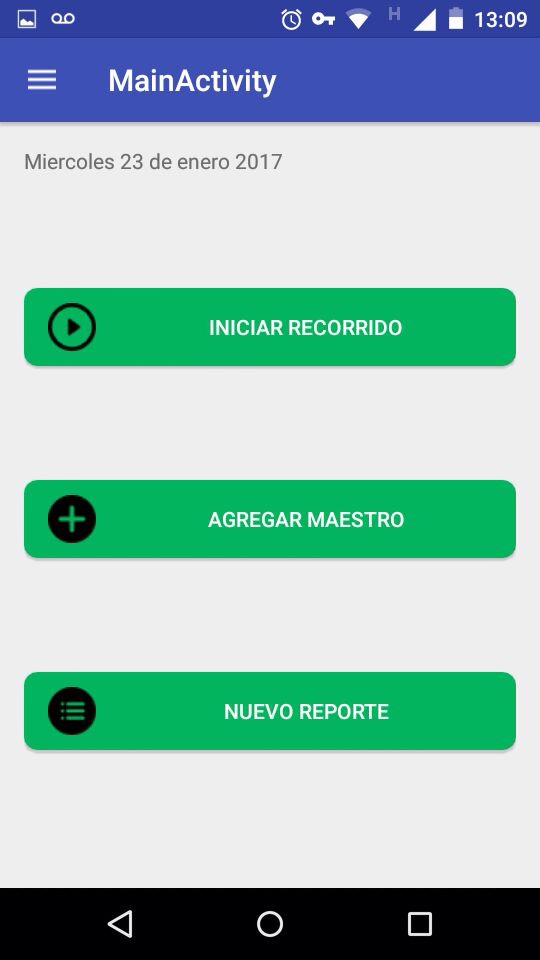 H
13:09
MainActivity
Miercoles 23 de enero 2017
INICIAR RECORRIDO
AGREGAR MAESTRO
NUEVO REPORTE